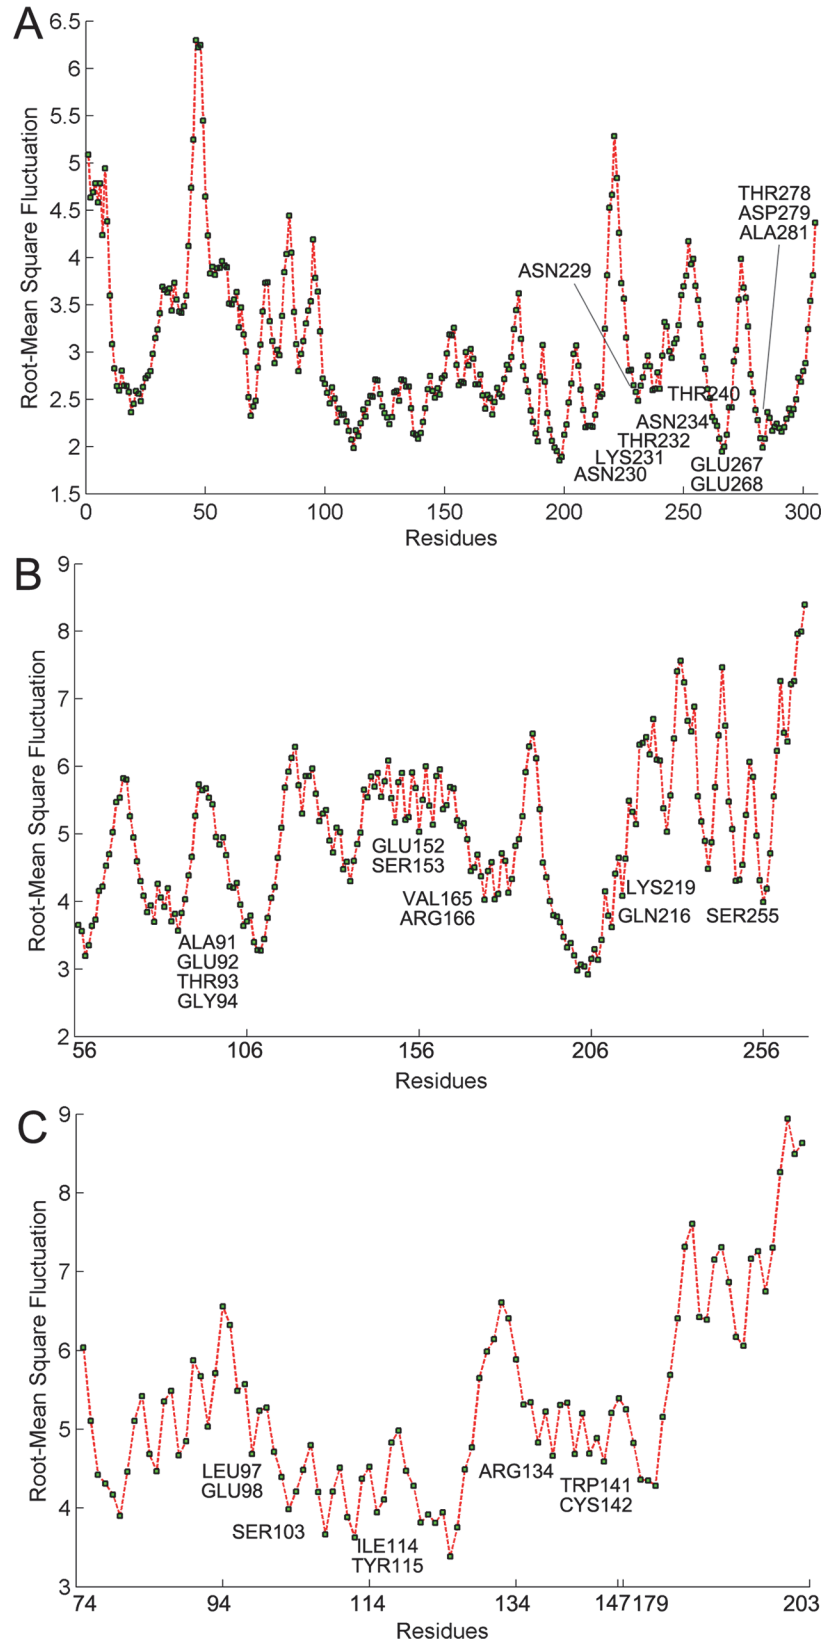 A
Root-Mean Square Fluctuation
6.5
6
5.5
5
4.5
4
3.5
3
2.5
2
1.5
THR278
ASP279
ALA281
ASN229
THR240
ASN234
THR232
LYS231
ASN230
GLU267
GLU268
0 50 100 150 200 250 300
Residues
B
Root-Mean Square Fluctuation
9
8
7
6
5
4
3
2
GLU152
SER153
VAL165
ARG166
LYS219
GLN216
SER255
ALA91
GLU92
THR93
GLY94
56 106 156 206 256
Residues
C
Root-Mean Square Fluctuation
9
8
7
6
5
4
3
LEU97
GLU98
SER103
ILE114
TYR115
ARG134
TRP141
CYS142
74 94 114 134 147179 203
Residues